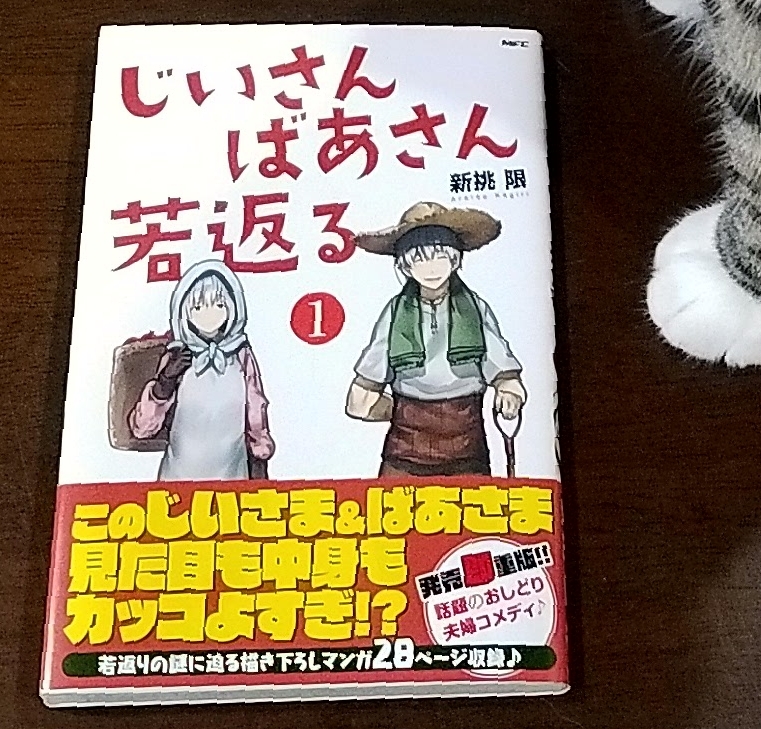 MFC
じいさん
ばあさん
若返る
新挑 限
Araido Kagiri
1
このじいさま&ばあさま
見た目も中身も
カッコよすぎ!?
発売即重版!!
話題のおしどり
夫婦コメディ♪
若返りの謎に迫る描き下ろしマンガ28ページ収録♪